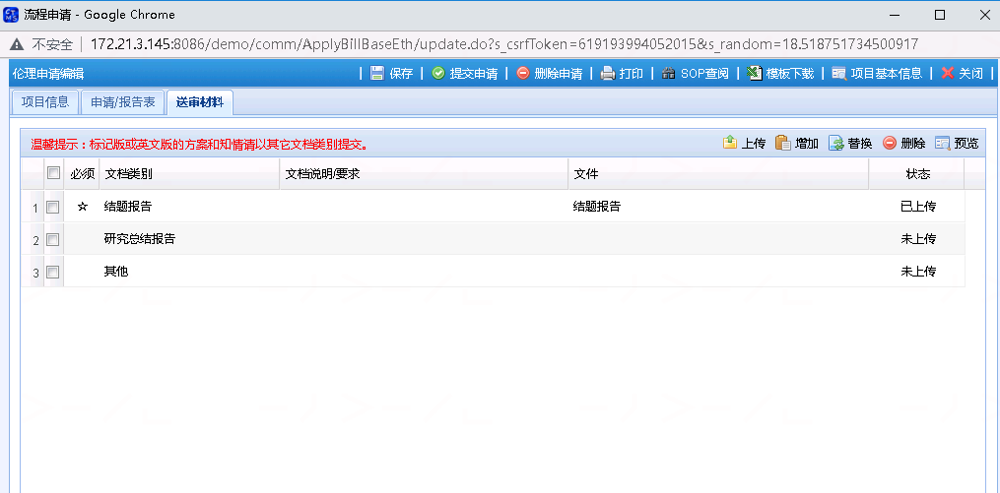 流程申请 - Google Chrome
不安全 | 172.21.3.145:8086/demo/comm/ApplyBillBaseEth/update.do?s_csrfToken=619193994052015&s_random=18.518751734500917
伦理申请编辑 | 保存 | 提交申请 | 删除申请 | 打印 | SOP查阅 | 模板下载 | 项目基本信息 | 关闭 |
项目信息 申请/报告表 送审材料
温馨提示：标记版或英文版的方案和知情请以其它文档类别提交。 上传 增加 替换 删除 预览
必须 文档类别 文档说明/要求 文件 状态
1 ☆ 结题报告 结题报告 已上传
2 研究总结报告 未上传
3 其他 未上传